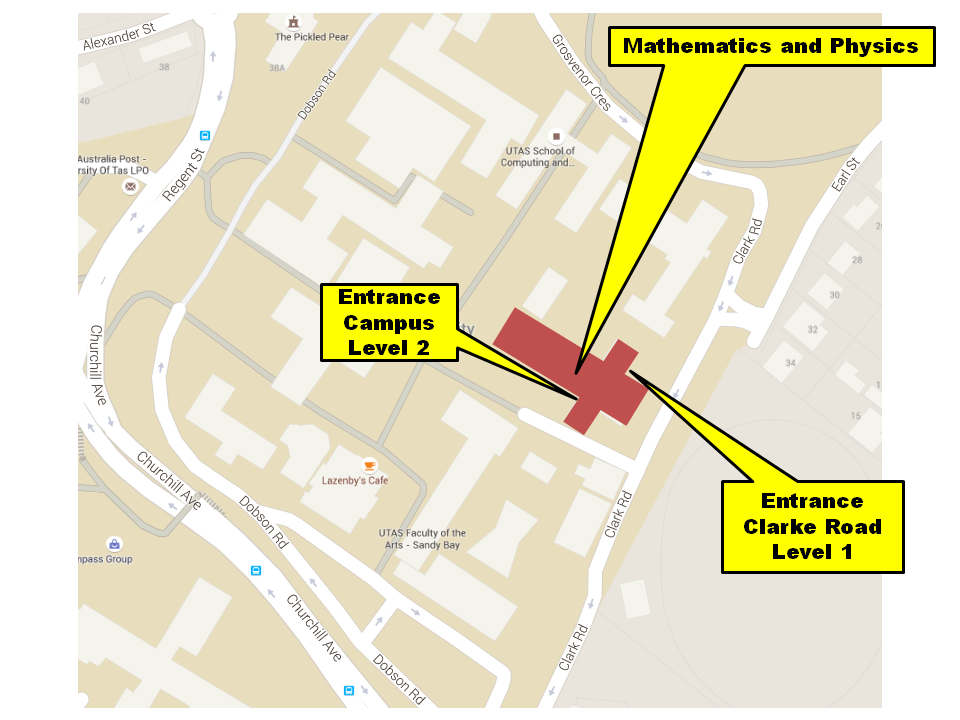 Alexander St
The Pickled Pear
38
38A
40
Dobson Rd
Grosvenor Cres
Mathematics and Physics
UTAS School of
Computing and...
Australia Post -
rsity Of Tas LPO
Regent St
Earl St
Clark Rd
28
30
32
34
15
Entrance
Campus
Level 2
ty
Churchill Ave
Lazenby's Cafe
Churchill Ave
Dobson Rd
Clark Rd
Entrance
Clarke Road
Level 1
UTAS Faculty of the
Arts - Sandy Bay
npass Group
Churchill Ave
Clark Rd
Dobson Rd